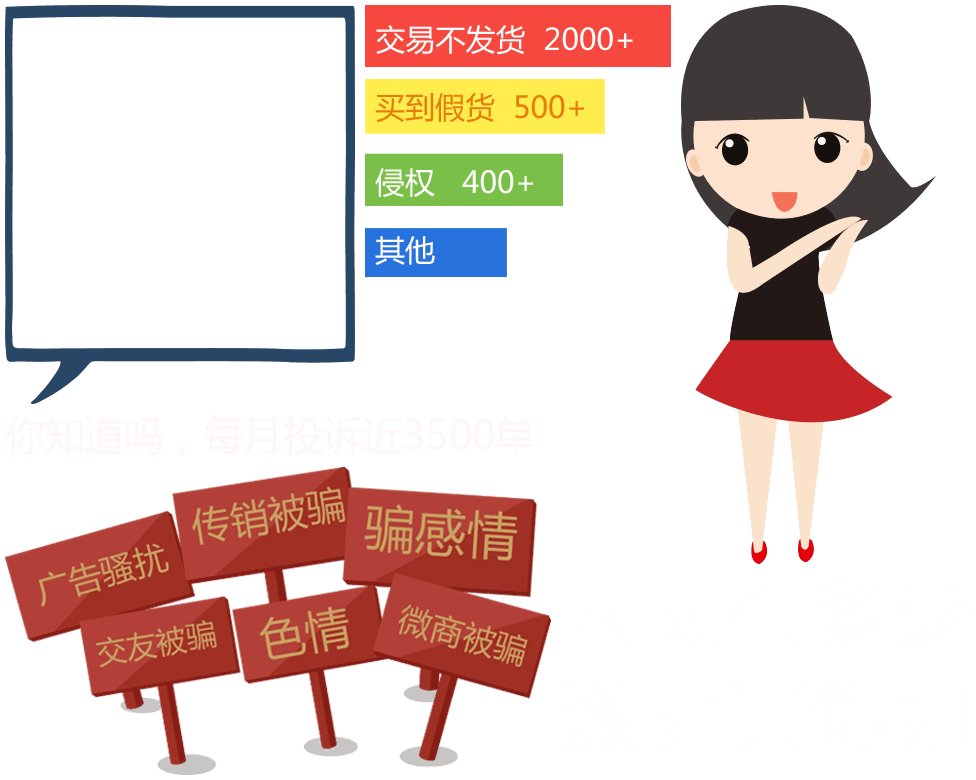 交易不发货 2000+
买到假货 500+
侵权 400+
其他
你知道吗，每月投诉近3500单
广告骚扰
传销被骗
骗感情
交友被骗
色情
微商被骗